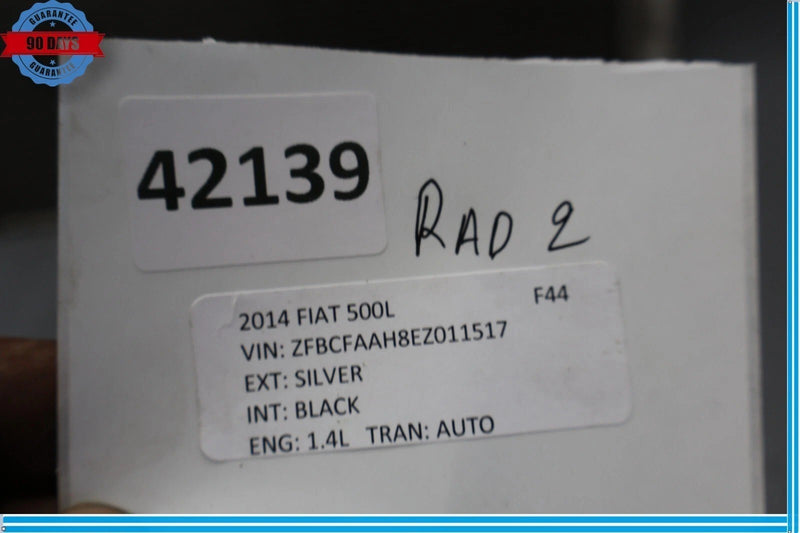 GUARANTEE
90 DAYS
GUARANTEE
42139
RAD 2
2014 FIAT 500L F44
VIN: ZFBCFAAH8EZ011517
EXT: SILVER
INT: BLACK
ENG: 1.4L TRAN: AUTO